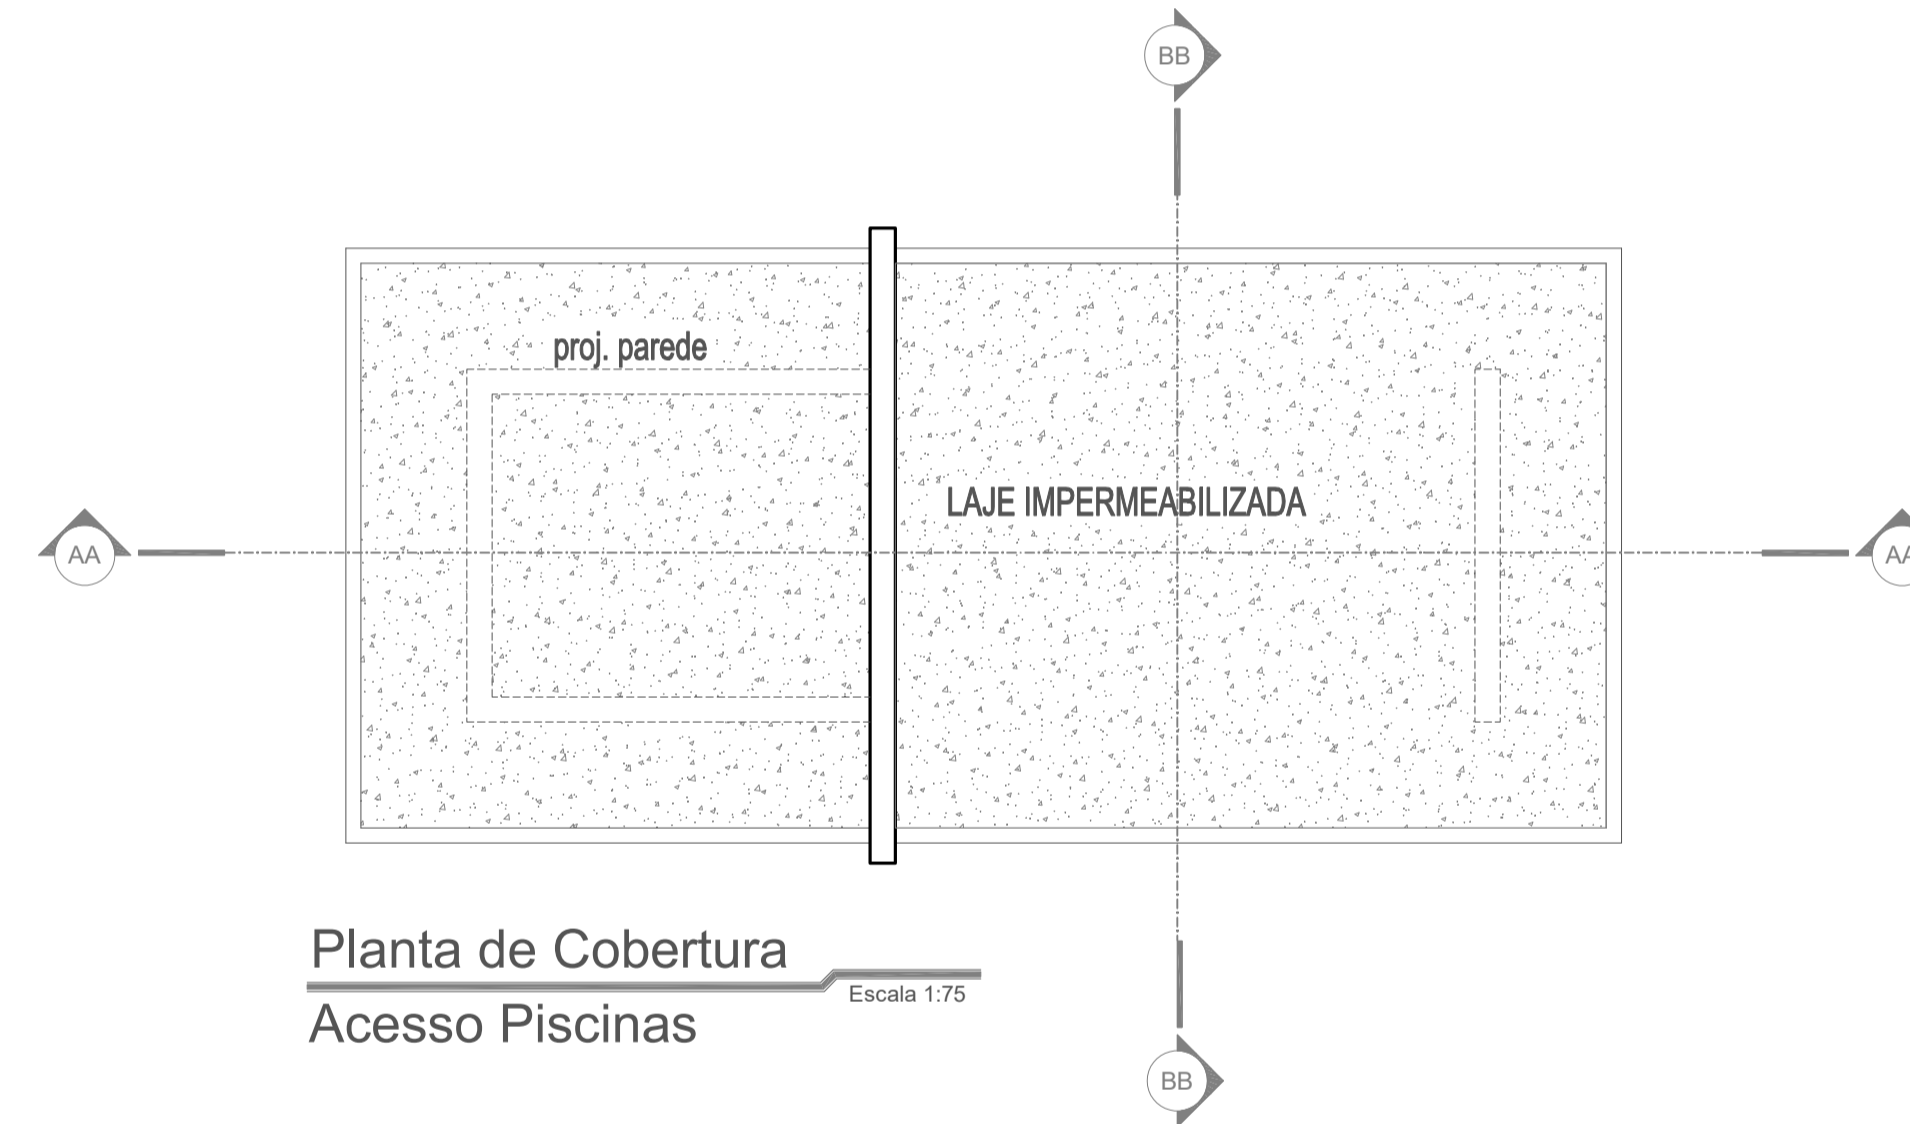 BB
proj. parede
LAJE IMPERMEABILIZADA
AA
AA
Planta de Cobertura
Escala 1:75
Acesso Piscinas
BB